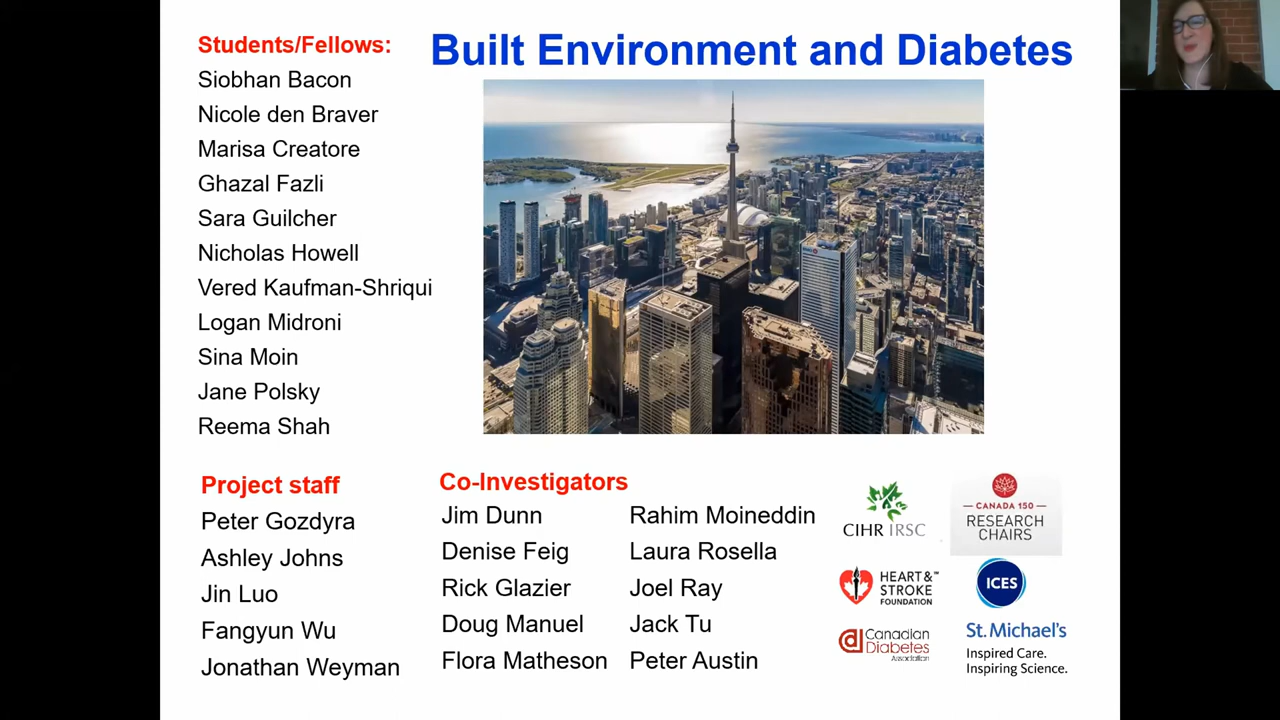 Students/Fellows:
Siobhan Bacon
Nicole den Braver
Marisa Creatore
Ghazal Fazli
Sara Guilcher
Nicholas Howell
Vered Kaufman-Shriqui
Logan Midroni
Sina Moin
Jane Polsky
Reema Shah
Built Environment and Diabetes
Project staff
Peter Gozdyra
Ashley Johns
Jin Luo
Fangyun Wu
Jonathan Weyman
Co-Investigators
Jim Dunn
Denise Feig
Rick Glazier
Doug Manuel
Flora Matheson
Rahim Moineddin
Laura Rosella
Joel Ray
Jack Tu
Peter Austin
CIHR IRSC
CANADA 150
RESEARCH
CHAIRS
HEART &™
STROKE
FOUNDATION
ICES
Canadian
Diabetes
Association
St. Michael's
Inspired Care.
Inspiring Science.